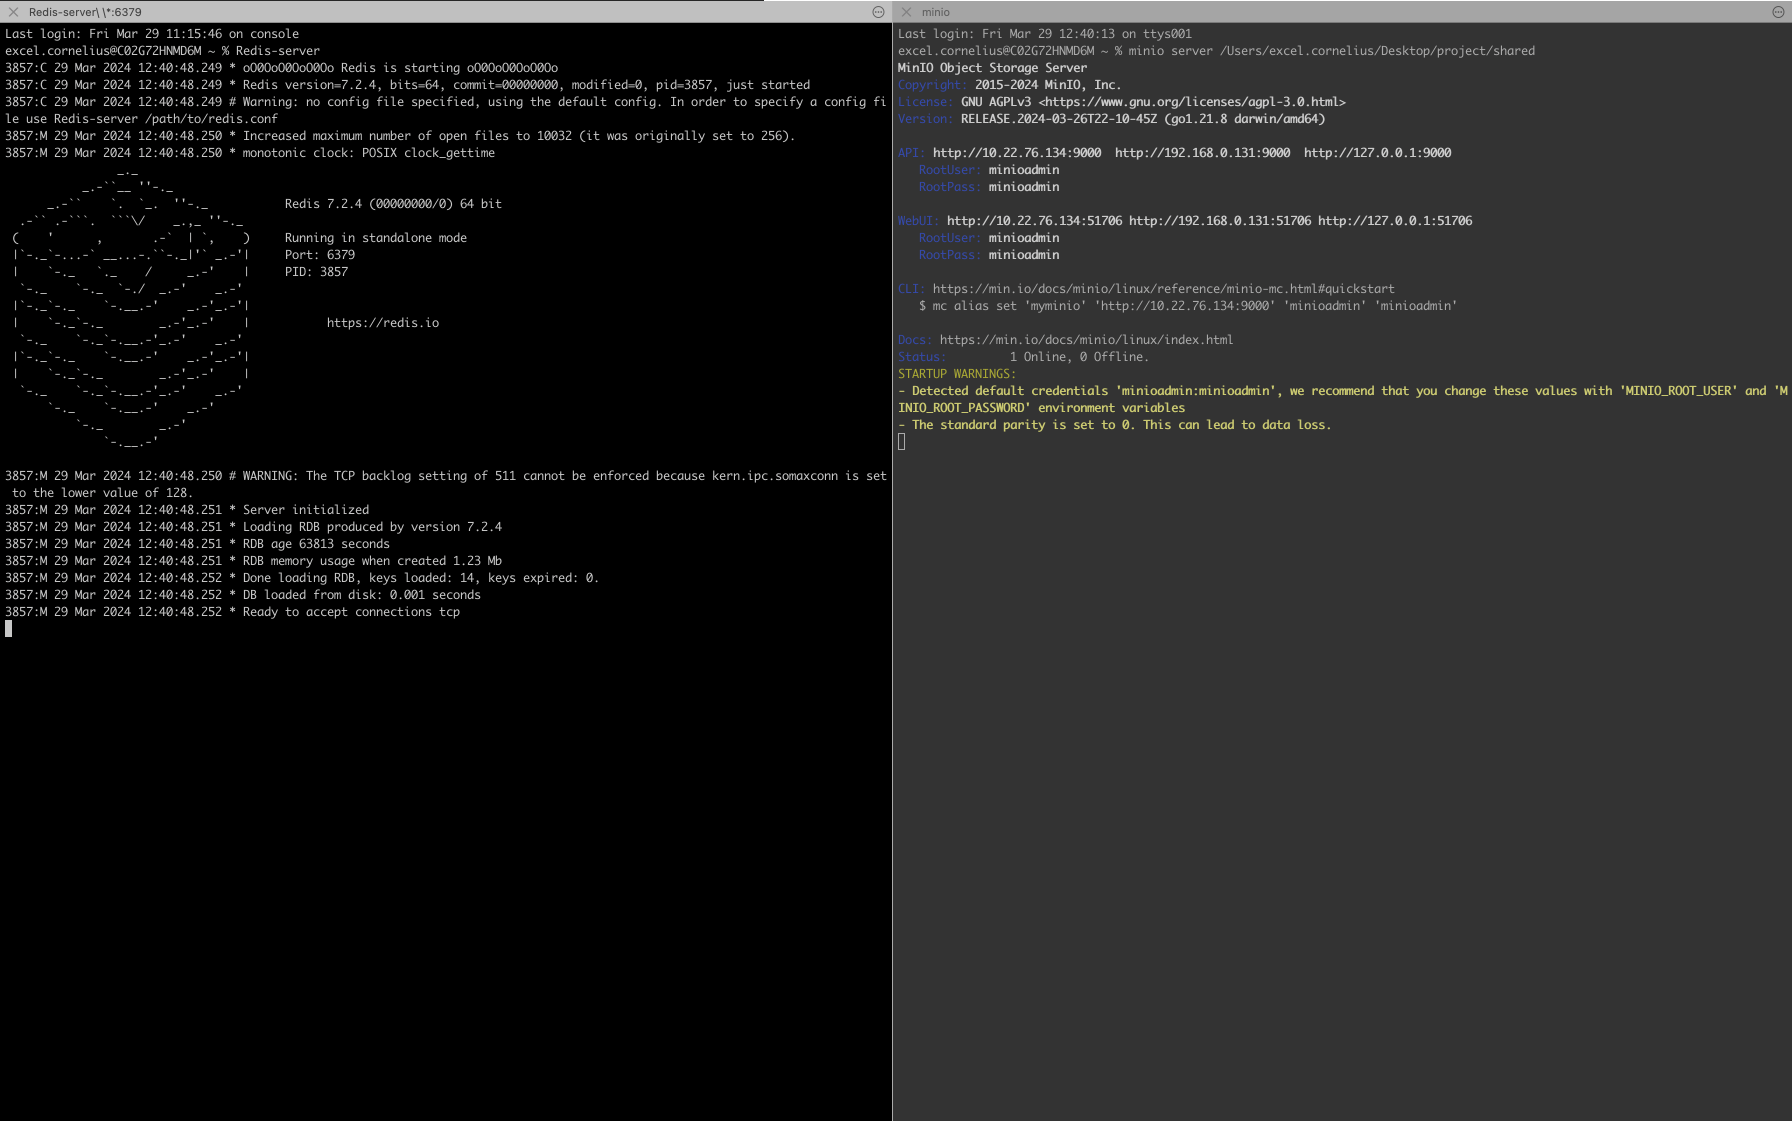 Redis-server\ \*:6379
Last login: Fri Mar 29 11:15:46 on console
excel.cornelius@C02G72HNMD6M ~ % Redis-server
3857:C 29 Mar 2024 12:40:48.249 * oO0OoO0OoO0Oo Redis is starting oO0OoO0OoO0Oo
3857:C 29 Mar 2024 12:40:48.249 * Redis version=7.2.4, bits=64, commit=00000000, modified=0, pid=3857, just started
3857:C 29 Mar 2024 12:40:48.249 # Warning: no config file specified, using the default config. In order to specify a config fi
le use Redis-server /path/to/redis.conf
3857:M 29 Mar 2024 12:40:48.250 * Increased maximum number of open files to 10032 (it was originally set to 256).
3857:M 29 Mar 2024 12:40:48.250 * monotonic clock: POSIX clock_gettime
Redis 7.2.4 (00000000/0) 64 bit
Running in standalone mode
Port: 6379
PID: 3857
https://redis.io
3857:M 29 Mar 2024 12:40:48.250 # WARNING: The TCP backlog setting of 511 cannot be enforced because kern.ipc.somaxconn is set
to the lower value of 128.
3857:M 29 Mar 2024 12:40:48.251 * Server initialized
3857:M 29 Mar 2024 12:40:48.251 * Loading RDB produced by version 7.2.4
3857:M 29 Mar 2024 12:40:48.251 * RDB age 63813 seconds
3857:M 29 Mar 2024 12:40:48.251 * RDB memory usage when created 1.23 Mb
3857:M 29 Mar 2024 12:40:48.252 * Done loading RDB, keys loaded: 14, keys expired: 0.
3857:M 29 Mar 2024 12:40:48.252 * DB loaded from disk: 0.001 seconds
3857:M 29 Mar 2024 12:40:48.252 * Ready to accept connections tcp
minio
Last login: Fri Mar 29 12:40:13 on ttys001
excel.cornelius@C02G72HNMD6M ~ % minio server /Users/excel.cornelius/Desktop/project/shared
MinIO Object Storage Server
Copyright: 2015-2024 MinIO, Inc.
License: GNU AGPLv3 <https://www.gnu.org/licenses/agpl-3.0.html>
Version: RELEASE.2024-03-26T22-10-45Z (go1.21.8 darwin/amd64)
API: http://10.22.76.134:9000  http://192.168.0.131:9000  http://127.0.0.1:9000
RootUser: minioadmin
RootPass: minioadmin
WebUI: http://10.22.76.134:51706 http://192.168.0.131:51706 http://127.0.0.1:51706
RootUser: minioadmin
RootPass: minioadmin
CLI: https://min.io/docs/minio/linux/reference/minio-mc.html#quickstart
$ mc alias set 'myminio' 'http://10.22.76.134:9000' 'minioadmin' 'minioadmin'
Docs: https://min.io/docs/minio/linux/index.html
Status:         1 Online, 0 Offline.
STARTUP WARNINGS:
- Detected default credentials 'minioadmin:minioadmin', we recommend that you change these values with 'MINIO_ROOT_USER' and 'M
INIO_ROOT_PASSWORD' environment variables
- The standard parity is set to 0. This can lead to data loss.